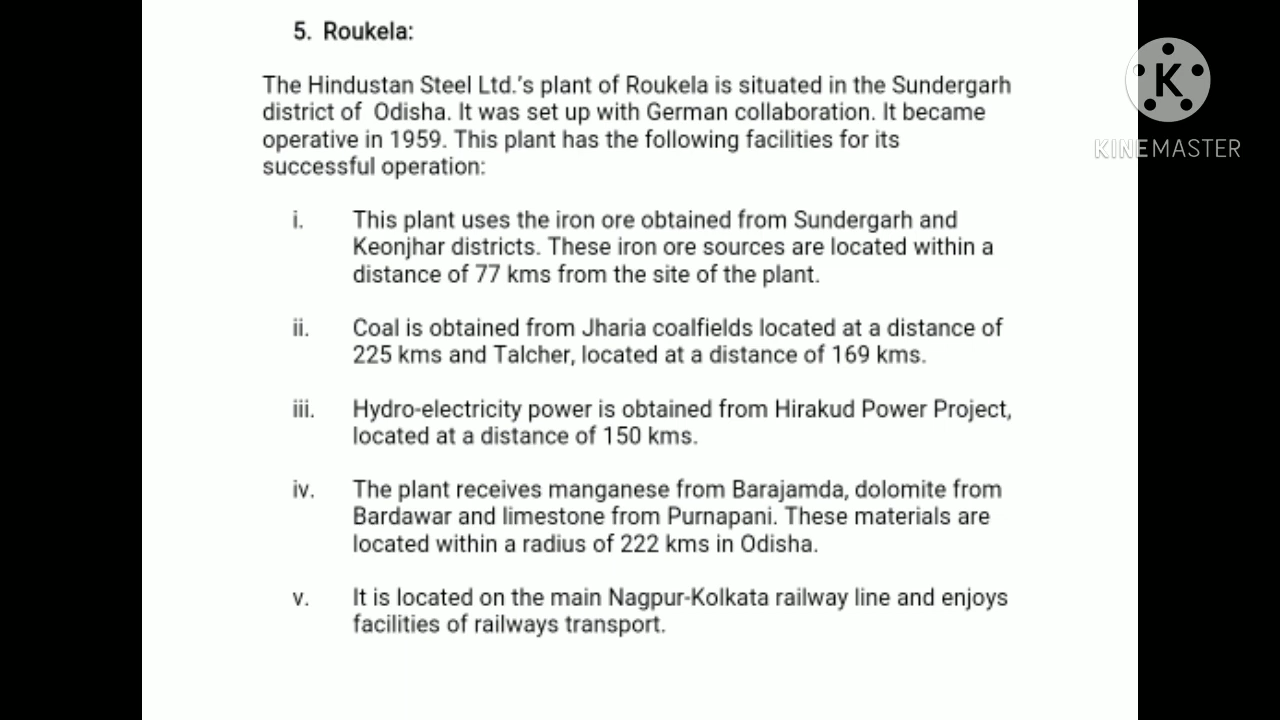 5. Roukela:
The Hindustan Steel Ltd.'s plant of Roukela is situated in the Sundergarh
district of Odisha. It was set up with German collaboration. It became
operative in 1959. This plant has the following facilities for its
successful operation:
i. This plant uses the iron ore obtained from Sundergarh and
Keonjhar districts. These iron ore sources are located within a
distance of 77 kms from the site of the plant.
ii. Coal is obtained from Jharia coalfields located at a distance of
225 kms and Talcher, located at a distance of 169 kms.
iii. Hydro-electricity power is obtained from Hirakud Power Project,
located at a distance of 150 kms.
iv. The plant receives manganese from Barajamda, dolomite from
Bardawar and limestone from Purnapani. These materials are
located within a radius of 222 kms in Odisha.
v. It is located on the main Nagpur-Kolkata railway line and enjoys
facilities of railways transport.
K
KINEMASTER